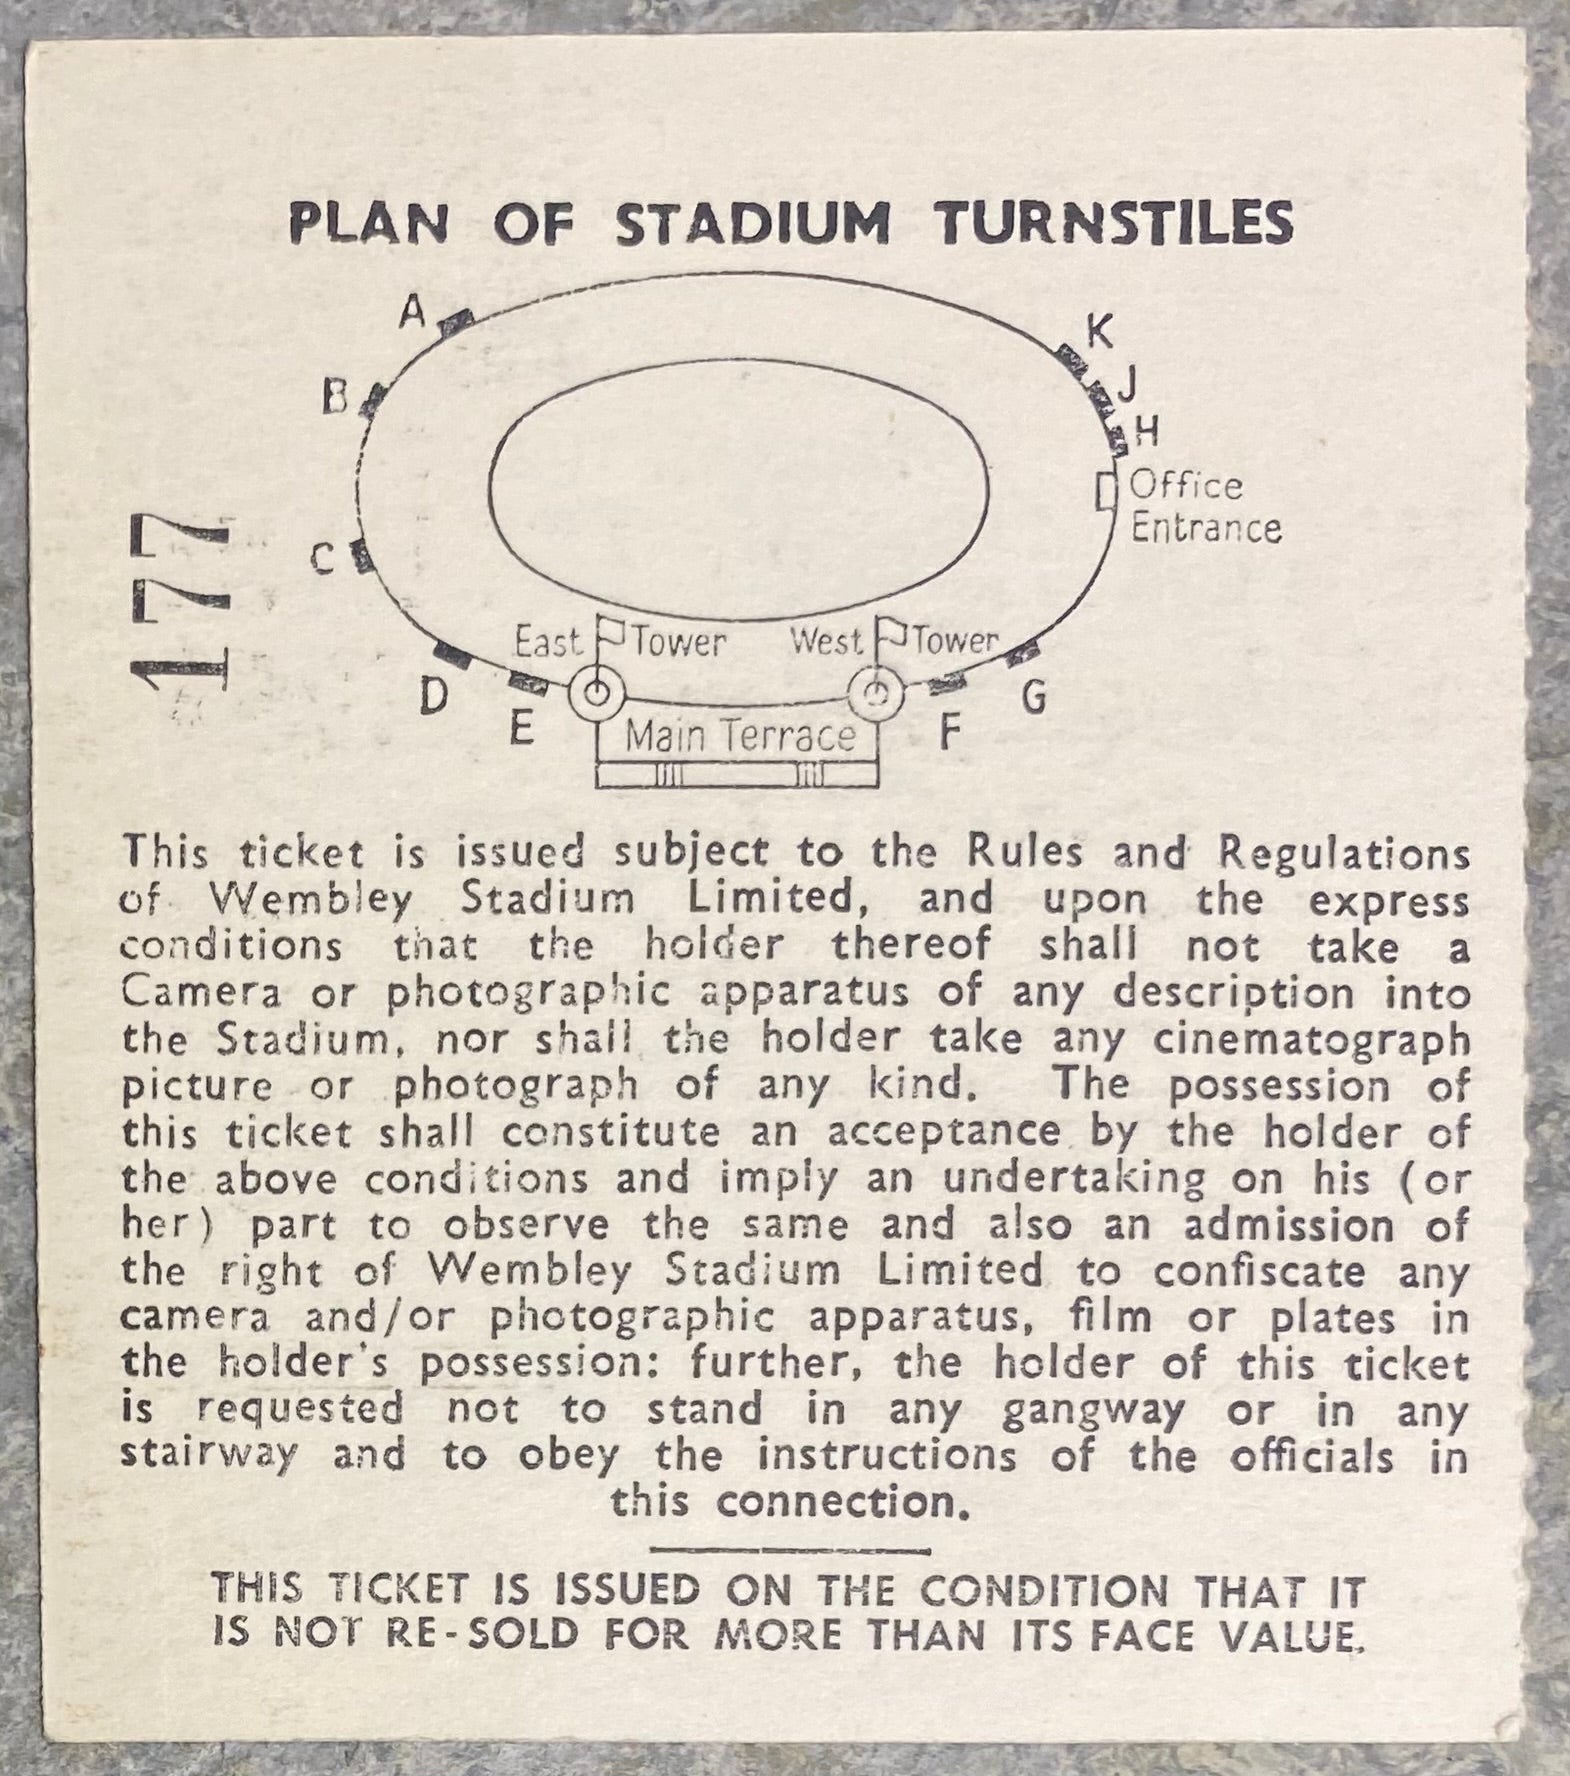 PLAN OF STADIUM TURNSTILES
A
K
B
J
H
Office
Entrance
177
C
East Tower
West Tower
D
E
G
F
Main Terrace
This ticket is issued subject to the Rules and Regulations
of Wembley Stadium Limited, and upon the express
conditions that the holder thereof shall not take a
Camera or photographic apparatus of any description into
the Stadium, nor shall the holder take any cinematograph
picture or photograph of any kind. The possession of
this ticket shall constitute an acceptance by the holder of
the above conditions and imply an undertaking on his (or
her) part to observe the same and also an admission of
the right of Wembley Stadium Limited to confiscate any
camera and/or photographic apparatus, film or plates in
the holder's possession: further, the holder of this ticket
is requested not to stand in any gangway or in any
stairway and to obey the instructions of the officials in
this connection.
THIS TICKET IS ISSUED ON THE CONDITION THAT IT
IS NOT RE-SOLD FOR MORE THAN ITS FACE VALUE.